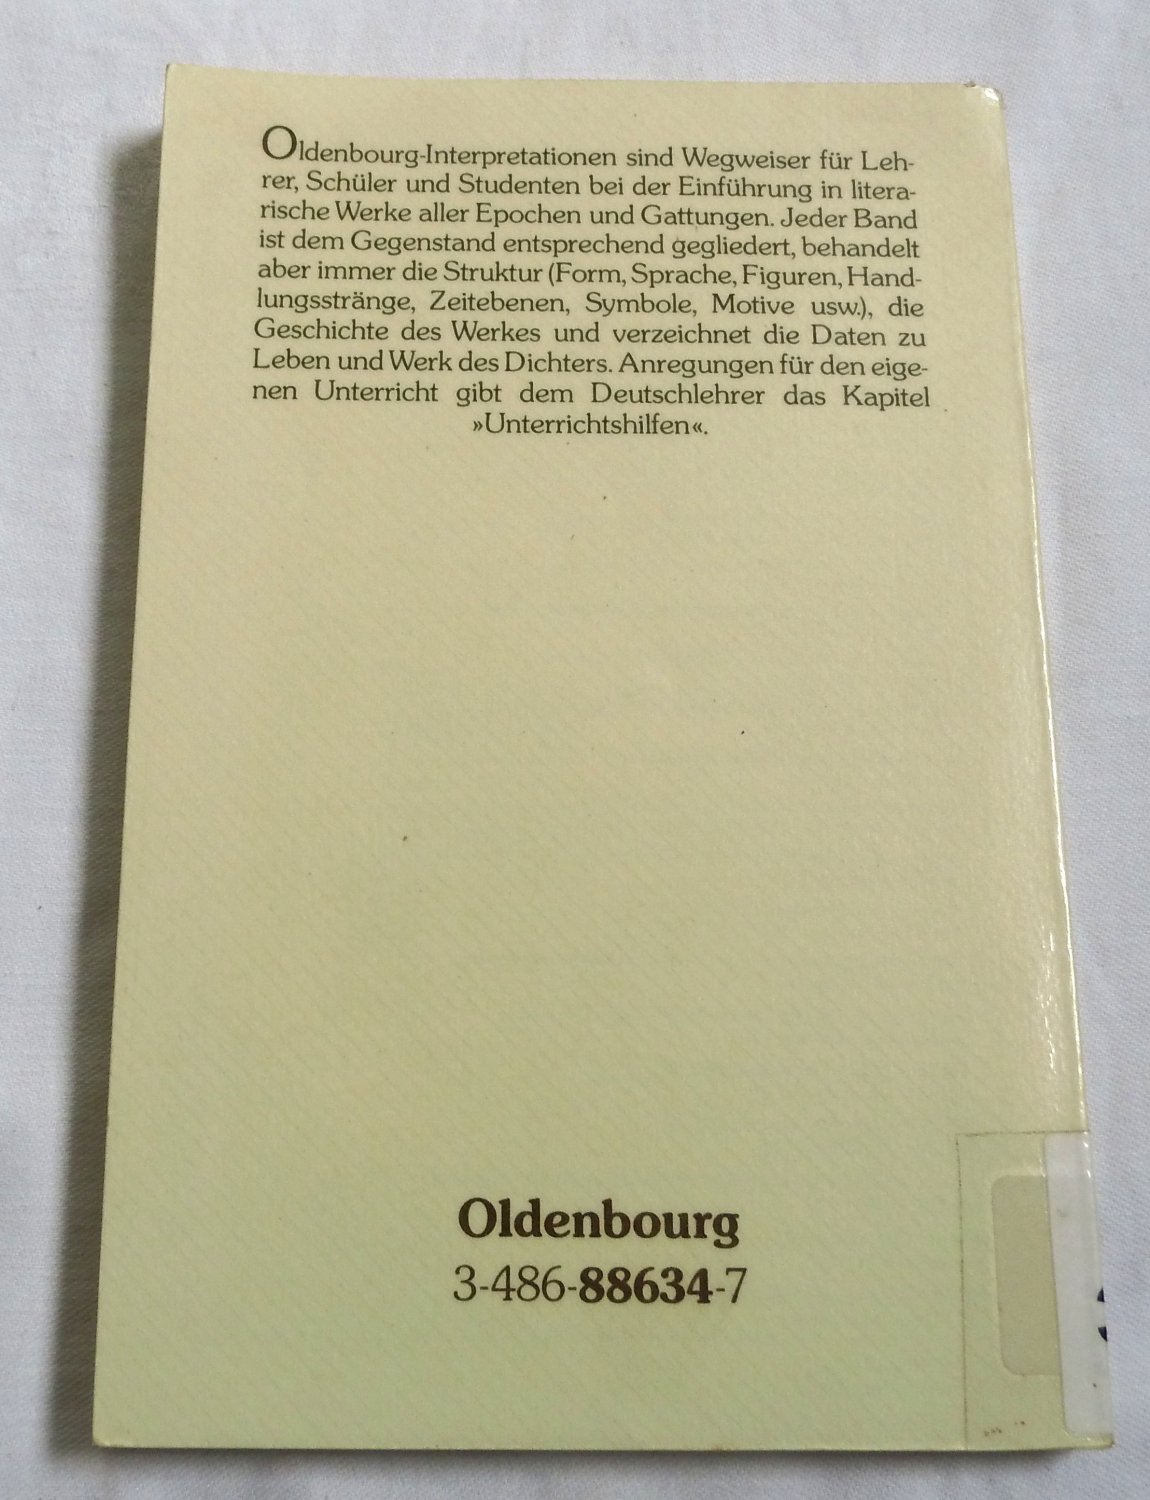 Oldenbourg-Interpretationen sind Wegweiser für Leh-
rer, Schüler und Studenten bei der Einführung in litera-
rische Werke aller Epochen und Gattungen. Jeder Band
ist dem Gegenstand entsprechend gegliedert, behandelt
aber immer die Struktur (Form, Sprache, Figuren, Hand-
lungsstränge, Zeitebenen, Symbole, Motive usw.), die
Geschichte des Werkes und verzeichnet die Daten zu
Leben und Werk des Dichters. Anregungen für den eige-
nen Unterricht gibt dem Deutschlehrer das Kapitel
»Unterrichtshilfen«.
Oldenbourg
3-486-88634-7